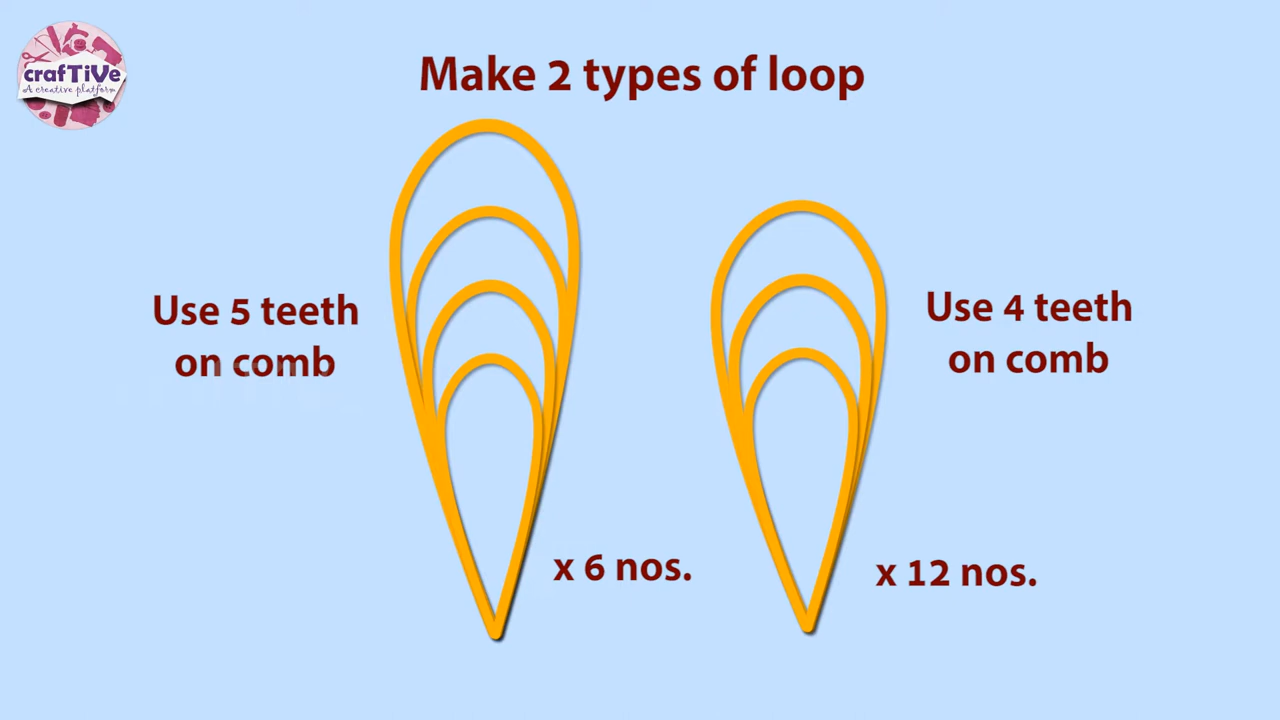 crafTiVe
A creative platform
Make 2 types of loop
Use 5 teeth
on comb
Use 4 teeth
on comb
x 6 nos.
x 12 nos.